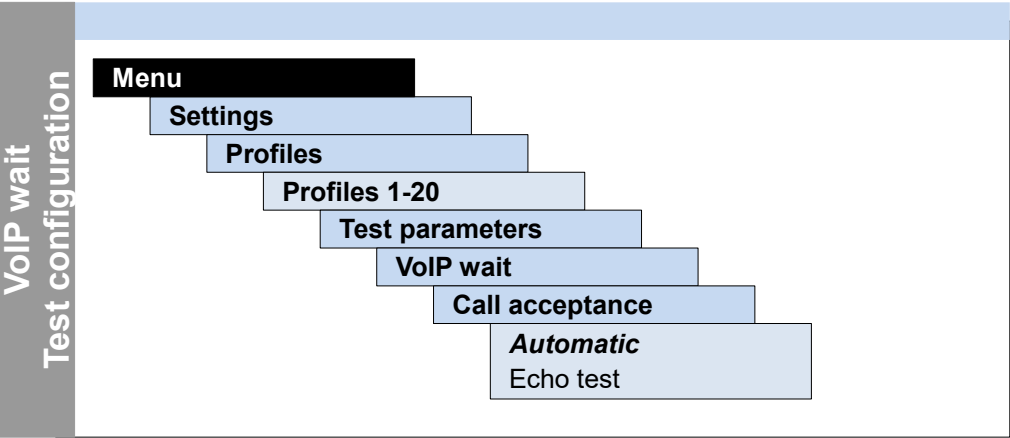 VoIP wait
Test configuration
Menu
Settings
Profiles
Profiles 1-20
Test parameters
VoIP wait
Call acceptance
Automatic
Echo test